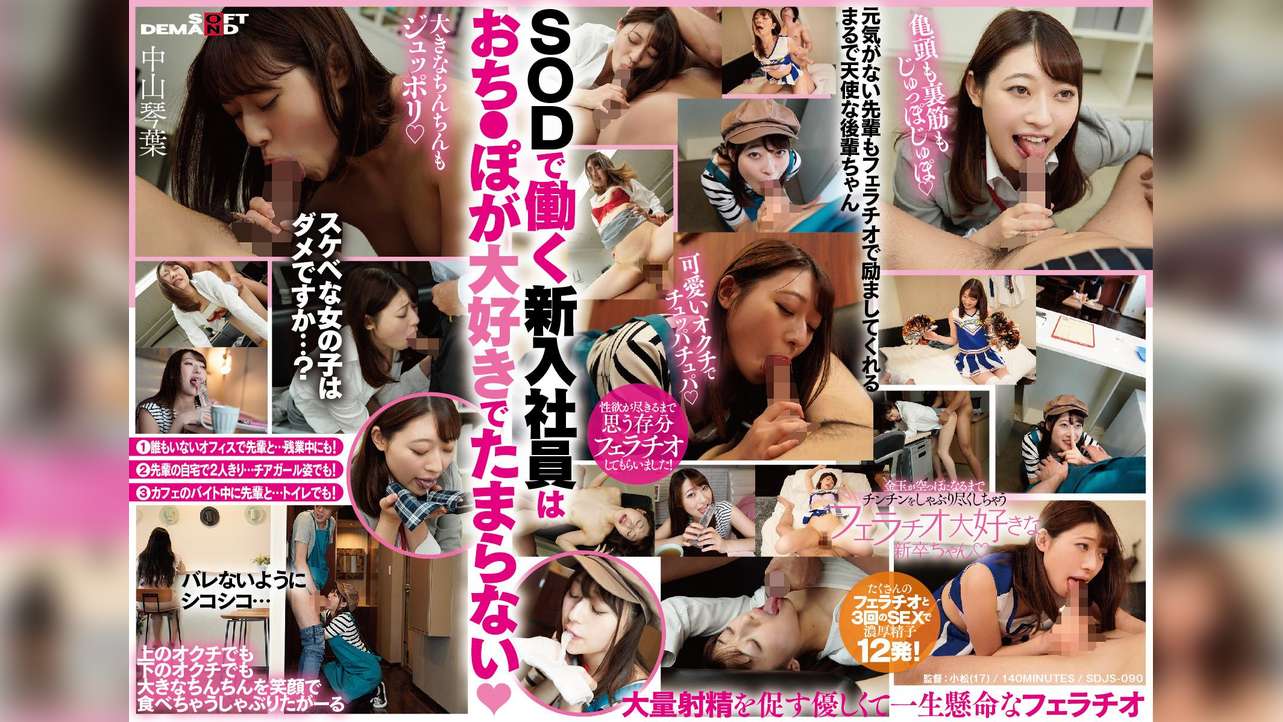 SOFT ON DEMAND
中山琴葉
大きなちんちんも
ジュッポリ♡
スケベな女の子は
ダメですか…?
❶誰もいないオフィスで先輩と…残業中にも!
❷先輩の自宅で2人きり…チアガール姿でも!
❸カフェのバイト中に先輩と…トイレでも!
バレないように
シコシコ…
上のオクチでも
下のオクチでも
大きなちんちんを笑顔で
食べちゃうしゃぶりたがーる
SODで働く新入社員は
おち●ぽが大好きでたまらない♥
元気がない先輩もフェラチオで励ましてくれる
まるで天使な後輩ちゃん
亀頭も裏筋も
じゅっぽじゅぽ♡
可愛いオクチで
チュッパチュパ♡
性欲が尽きるまで
思う存分
フェラチオ
してもらいました!
金玉が空っぽになるまで
チンチンをしゃぶり尽くしちゃう
フェラチオ大好きな
新卒ちゃん♡
たくさんの
フェラチオと
3回のSEXで
濃厚精子
12発!
監督:小松(17) / 140MINUTES / SDJS-090
大量射精を促す優しくて一生懸命なフェラチオ